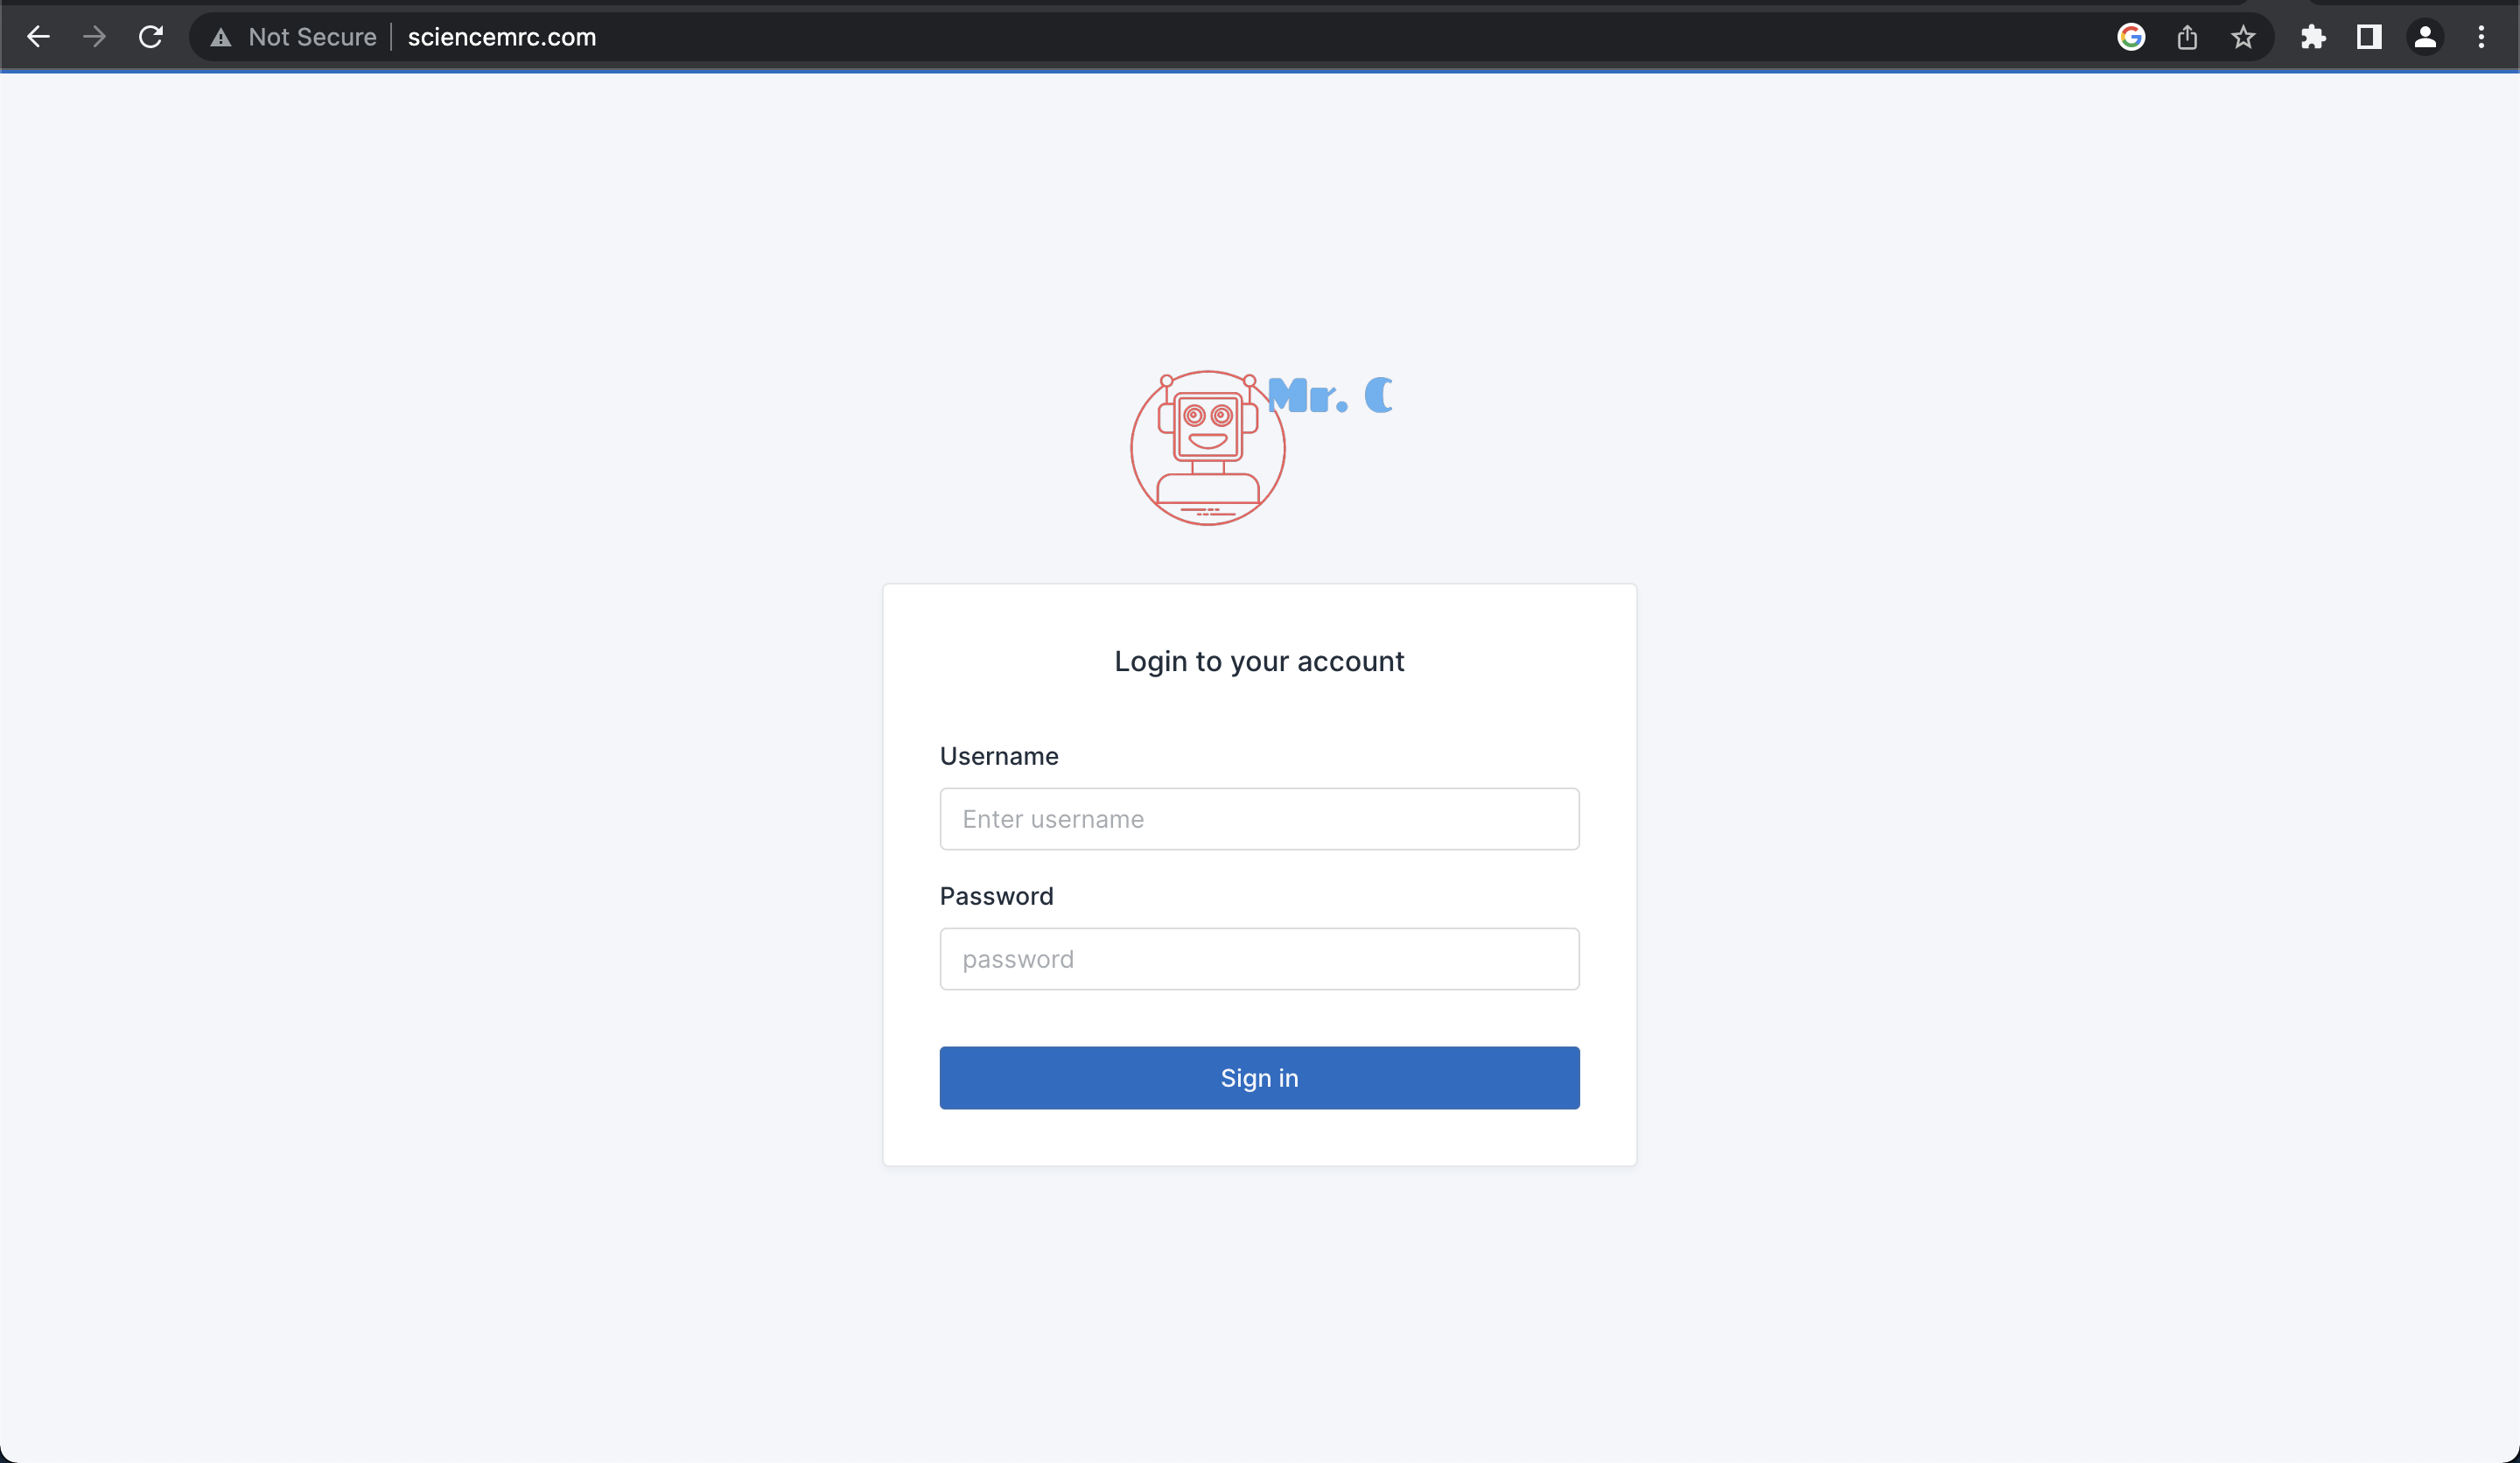 Not Secure sciencemrc.com
Mr. C
Login to your account
Username
Enter username
Password
password
Sign in